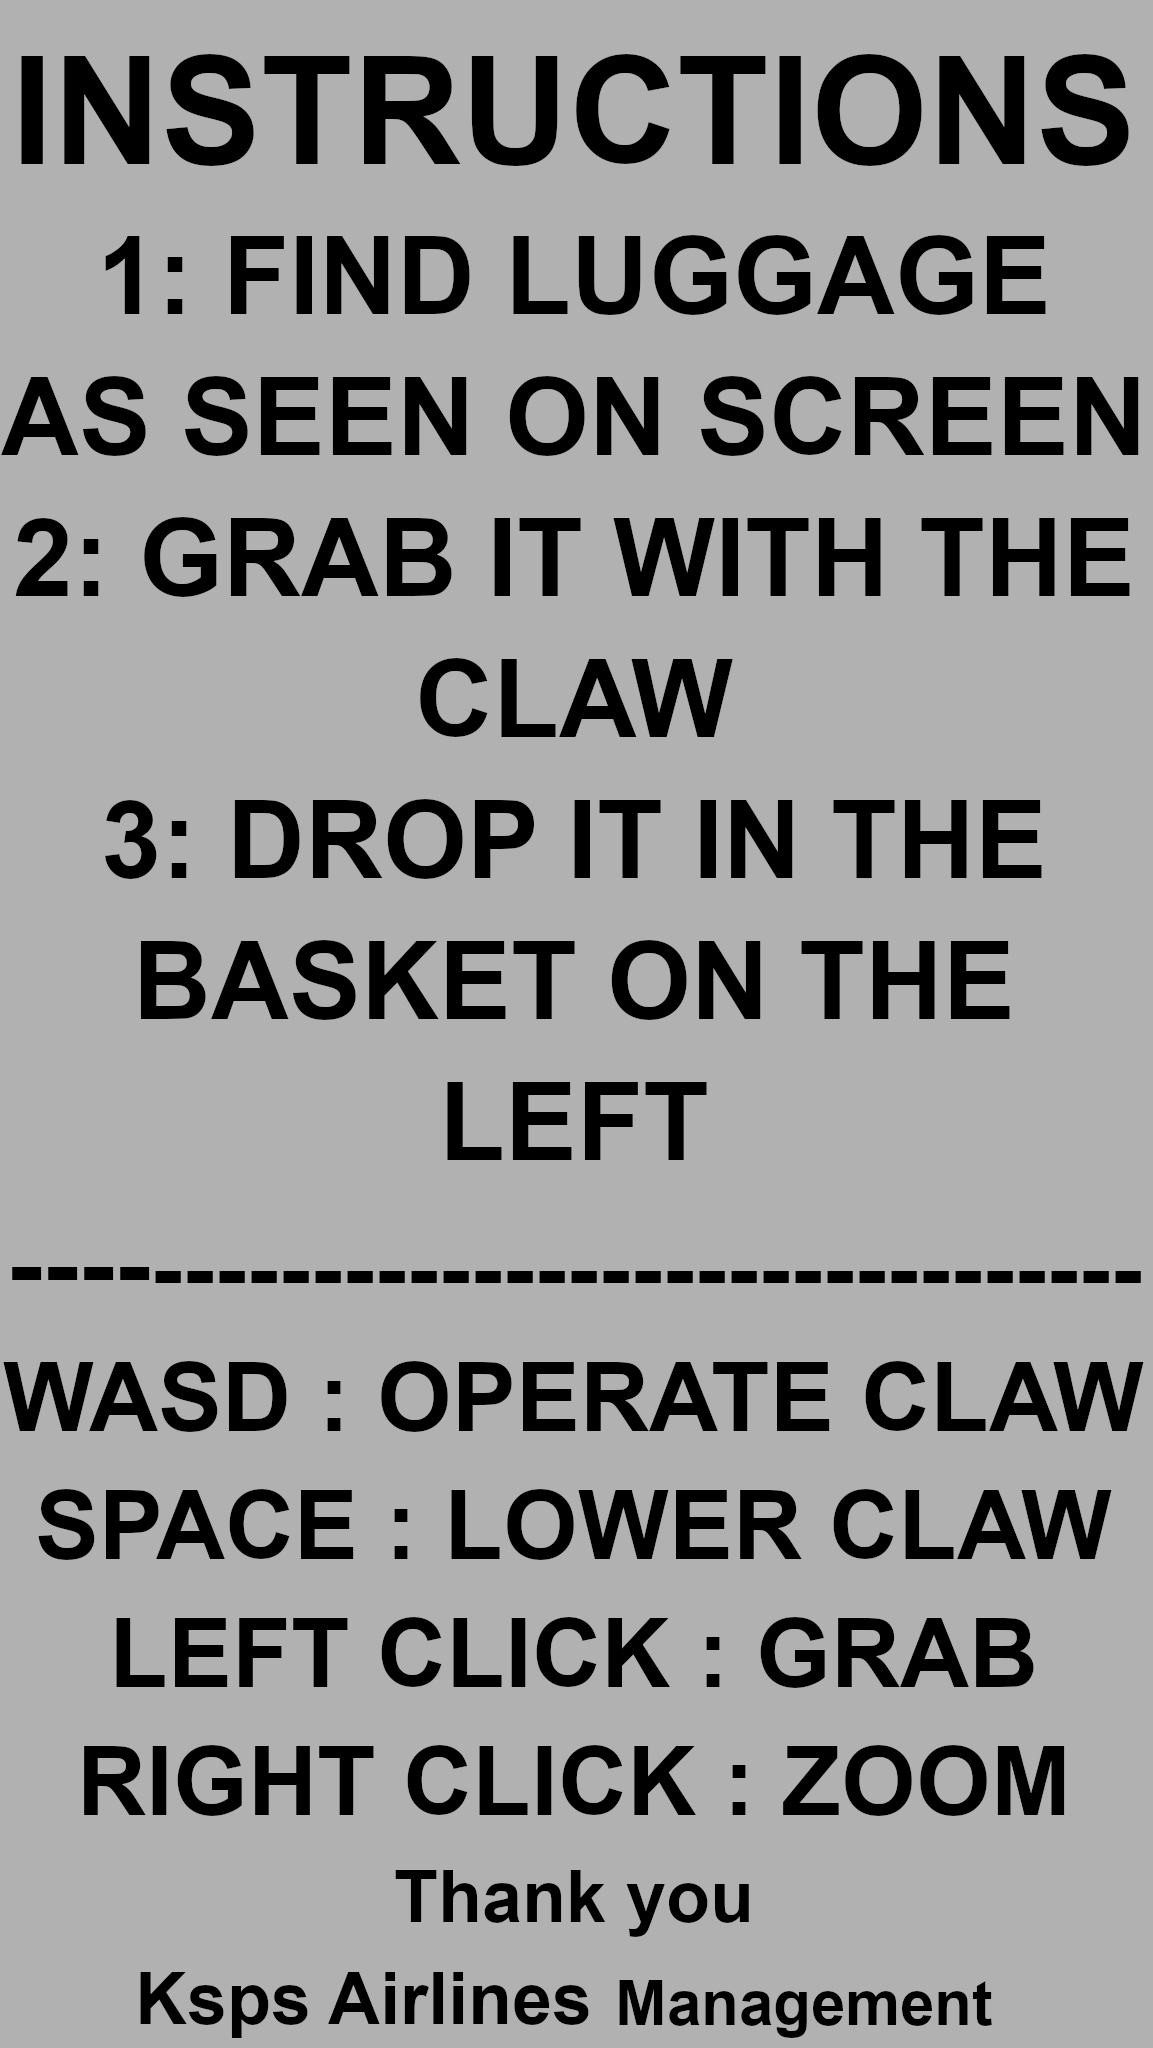 INSTRUCTIONS
1: FIND LUGGAGE
AS SEEN ON SCREEN
2: GRAB IT WITH THE
CLAW
3: DROP IT IN THE
BASKET ON THE
LEFT
-----------------------------------
WASD : OPERATE CLAW
SPACE : LOWER CLAW
LEFT CLICK : GRAB
RIGHT CLICK : ZOOM
Thank you
Ksps Airlines Management